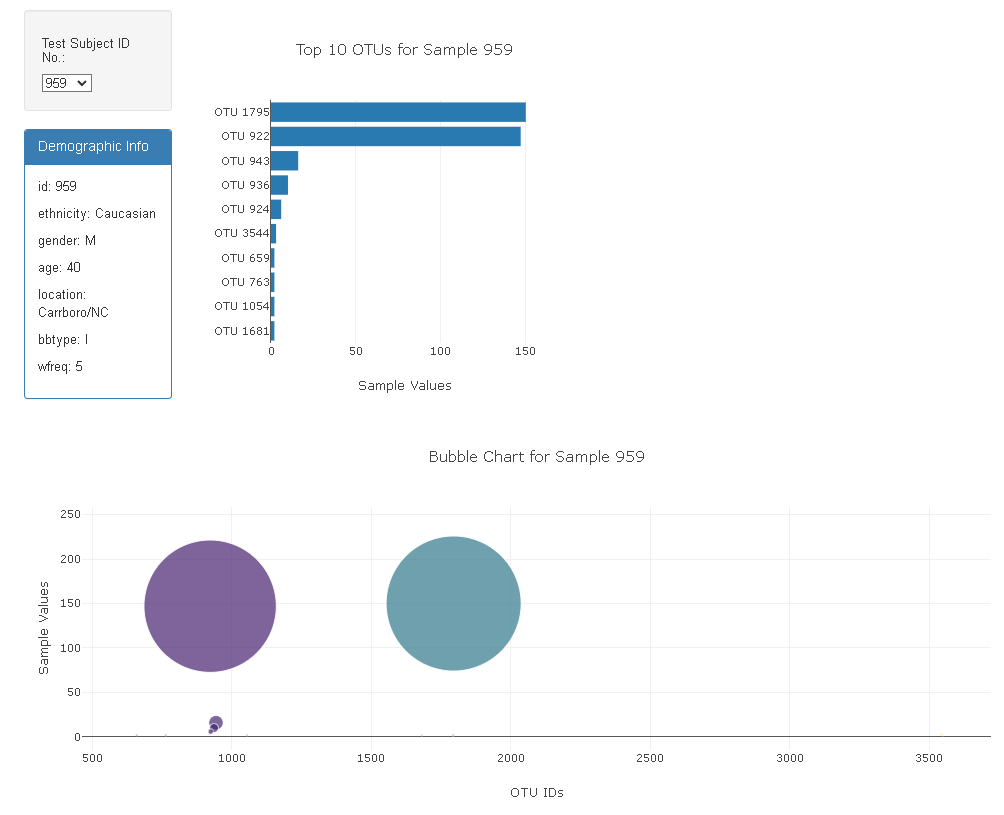 Test Subject ID
No.:
959
Demographic Info
id: 959
ethnicity: Caucasian
gender: M
age: 40
location:
Carrboro/NC
bbtype: I
wfreq: 5
Top 10 OTUs for Sample 959
OTU 1795
OTU 922
OTU 943
OTU 936
OTU 924
OTU 3544
OTU 659
OTU 763
OTU 1054
OTU 1681
0 50 100 150
Sample Values
Bubble Chart for Sample 959
250
200
150
100
50
0
Sample Values
500 1000 1500 2000 2500 3000 3500
OTU IDs